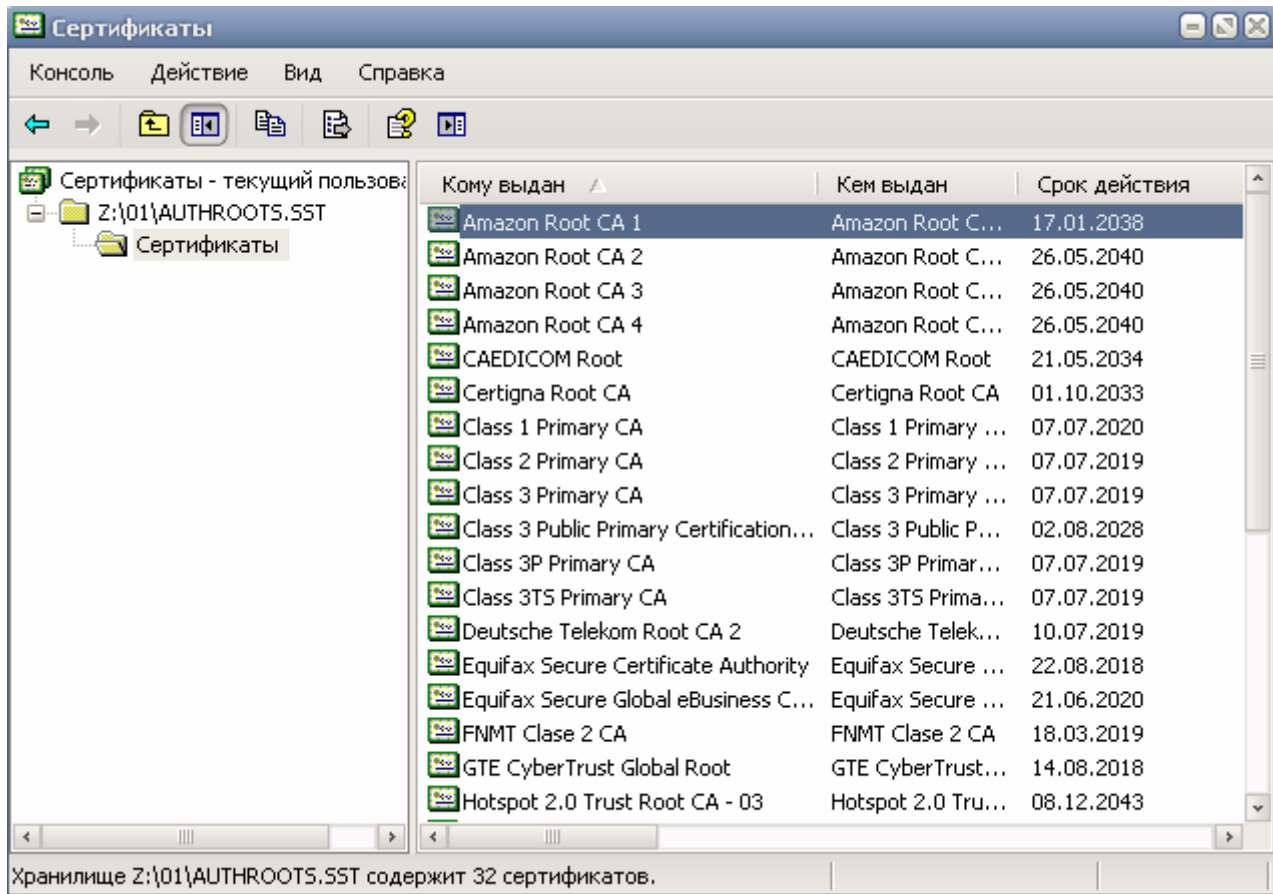 Сертификаты
Консоль Действие Вид Справка
Сертификаты - текущий пользова
Z:\01\AUTHROOTS.SST
Сертификаты
Кому выдан Кем выдан Срок действия
Amazon Root CA 1 Amazon Root C... 17.01.2038
Amazon Root CA 2 Amazon Root C... 26.05.2040
Amazon Root CA 3 Amazon Root C... 26.05.2040
Amazon Root CA 4 Amazon Root C... 26.05.2040
CAEDICOM Root CAEDICOM Root 21.05.2034
Certigna Root CA Certigna Root CA 01.10.2033
Class 1 Primary CA Class 1 Primary ... 07.07.2020
Class 2 Primary CA Class 2 Primary ... 07.07.2019
Class 3 Primary CA Class 3 Primary ... 07.07.2019
Class 3 Public Primary Certification... Class 3 Public P... 02.08.2028
Class 3P Primary CA Class 3P Primar... 07.07.2019
Class 3TS Primary CA Class 3TS Prima... 07.07.2019
Deutsche Telekom Root CA 2 Deutsche Telek... 10.07.2019
Equifax Secure Certificate Authority Equifax Secure ... 22.08.2018
Equifax Secure Global eBusiness C... Equifax Secure ... 21.06.2020
FNMT Clase 2 CA FNMT Clase 2 CA 18.03.2019
GTE CyberTrust Global Root GTE CyberTrust... 14.08.2018
Hotspot 2.0 Trust Root CA - 03 Hotspot 2.0 Tru... 08.12.2043
Хранилище Z:\01\AUTHROOTS.SST содержит 32 сертификатов.